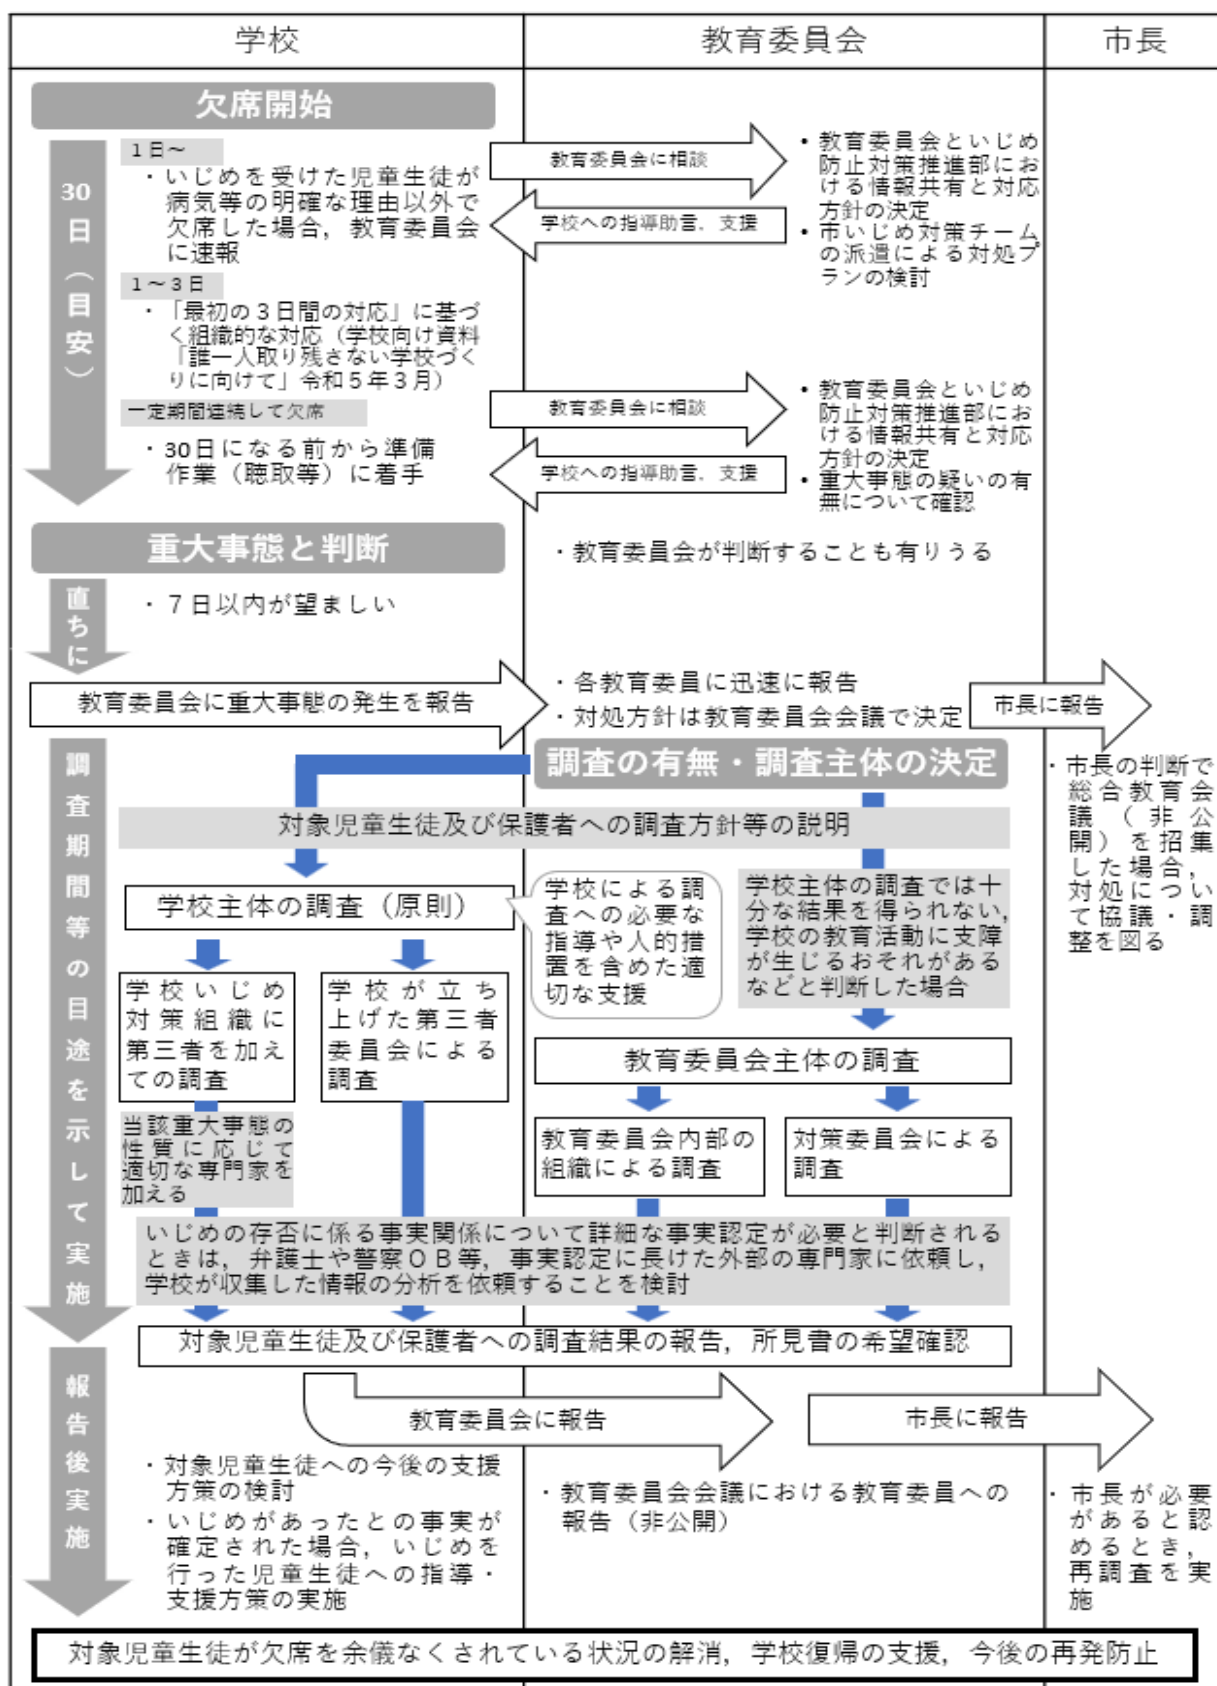 学校
教育委員会
市長
欠席開始
30日（目安）
1日～
・いじめを受けた児童生徒が
病気等の明確な理由以外で
欠席した場合，教育委員会
に速報
教育委員会に相談
学校への指導助言，支援
・教育委員会といじめ
防止対策推進部にお
ける情報共有と対応
方針の決定
・市いじめ対策チーム
の派遣による対処プ
ランの検討
1～3日
・「最初の３日間の対応」に基づ
く組織的な対応（学校向け資料
「誰一人取り残さない学校づく
りに向けて」令和５年３月）
一定期間連続して欠席
・30日になる前から準備
作業（聴取等）に着手
教育委員会に相談
学校への指導助言，支援
・教育委員会といじめ
防止対策推進部にお
ける情報共有と対応
方針の決定
・重大事態の疑いの有
無について確認
重大事態と判断
・教育委員会が判断することも有りうる
直ちに
・７日以内が望ましい
教育委員会に重大事態の発生を報告
・各教育委員に迅速に報告
・対処方針は教育委員会会議で決定
市長に報告
調査期間等の目途を示して実施
調査の有無・調査主体の決定
・市長の判断で
総合教育会
議（非公
開）を招集
した場合，
対処につい
て協議・調
整を図る
対象児童生徒及び保護者への調査方針等の説明
学校主体の調査（原則）
学校による調
査への必要な
指導や人的措
置を含めた適
切な支援
学校主体の調査では十
分な結果を得られない，
学校の教育活動に支障
が生じるおそれがある
などと判断した場合
学校いじめ
対策組織に
第三者を加え
ての調査
学校が立ち
上げた第三者
委員会による
調査
教育委員会主体の調査
当該重大事態の
性質に応じて
適切な専門家を
加える
教育委員会内部の
組織による調査
対策委員会による
調査
いじめの存否に係る事実関係について詳細な事実認定が必要と判断される
ときは，弁護士や警察ＯＢ等，事実認定に長けた外部の専門家に依頼し，
学校が収集した情報の分析を依頼することを検討
対象児童生徒及び保護者への調査結果の報告，所見書の希望確認
報告後実施
教育委員会に報告
市長に報告
・対象児童生徒への今後の支援
方策の検討
・いじめがあったとの事実が
確定された場合，いじめを
行った児童生徒への指導・
支援方策の実施
・教育委員会会議における教育委員への
報告（非公開）
・市長が必要
があると認
めるとき，
再調査を実
施
対象児童生徒が欠席を余儀なくされている状況の解消，学校復帰の支援，今後の再発防止